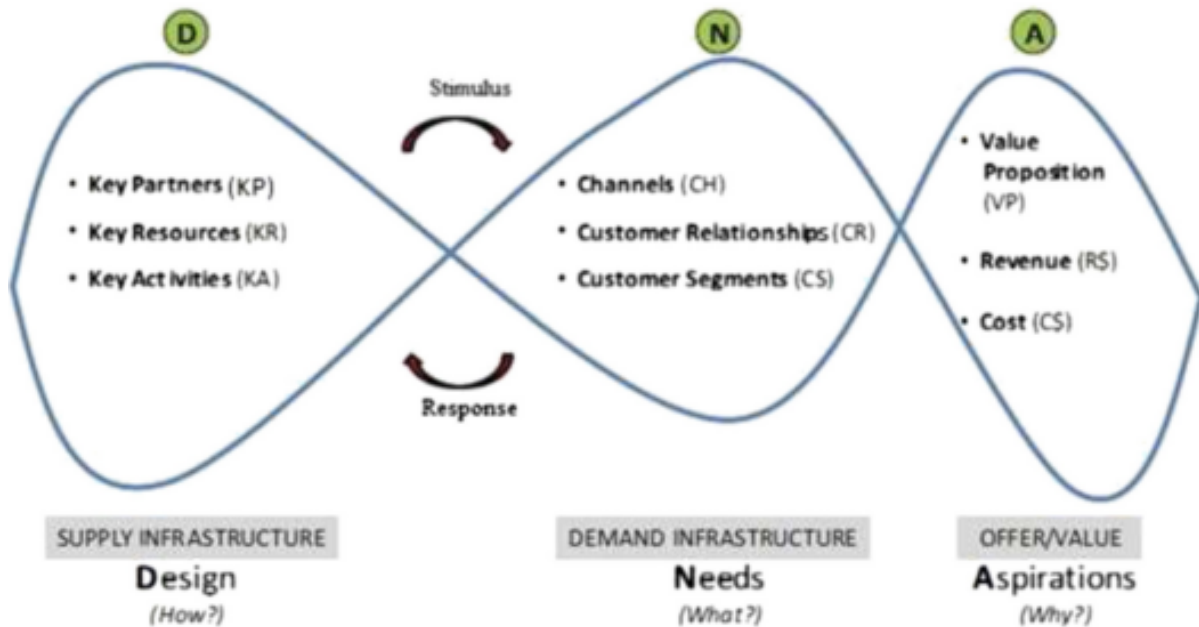 D
N
A
Stimulus
• Key Partners (KP)
• Key Resources (KR)
• Key Activities (KA)
• Channels (CH)
• Customer Relationships (CR)
• Customer Segments (CS)
• Value
Proposition
(VP)
• Revenue (R$)
• Cost (C$)
Response
SUPPLY INFRASTRUCTURE
Design
(How?)
DEMAND INFRASTRUCTURE
Needs
(What?)
OFFER/VALUE
Aspirations
(Why?)